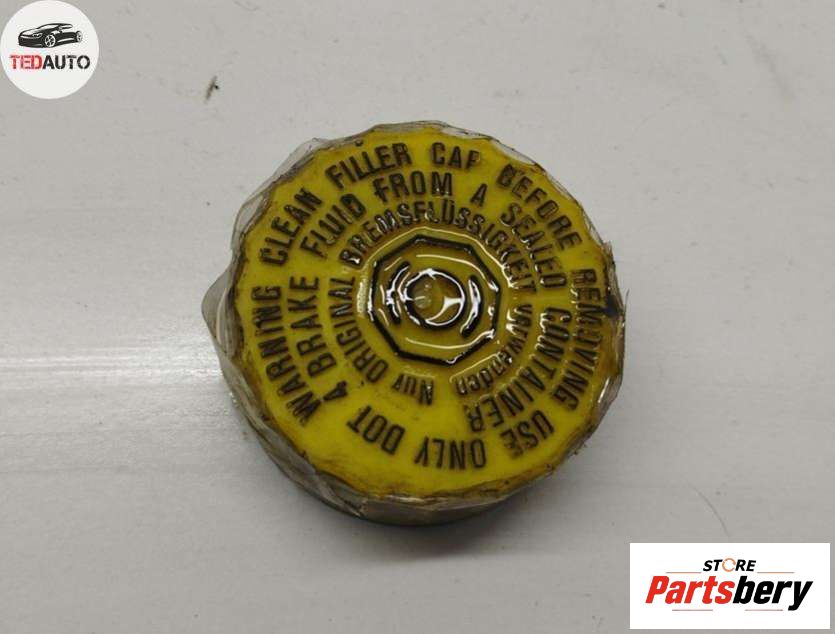 TEDAUTO
WARNING CLEAN FILLER CAP BEFORE REMOVING USE ONLY DOT
4 BRAKE FLUID FROM A SEALED CONTAINER
Nur ORIGINAL BREMSFLÜSSIGKEIT verwenden
STORE
Partsbery